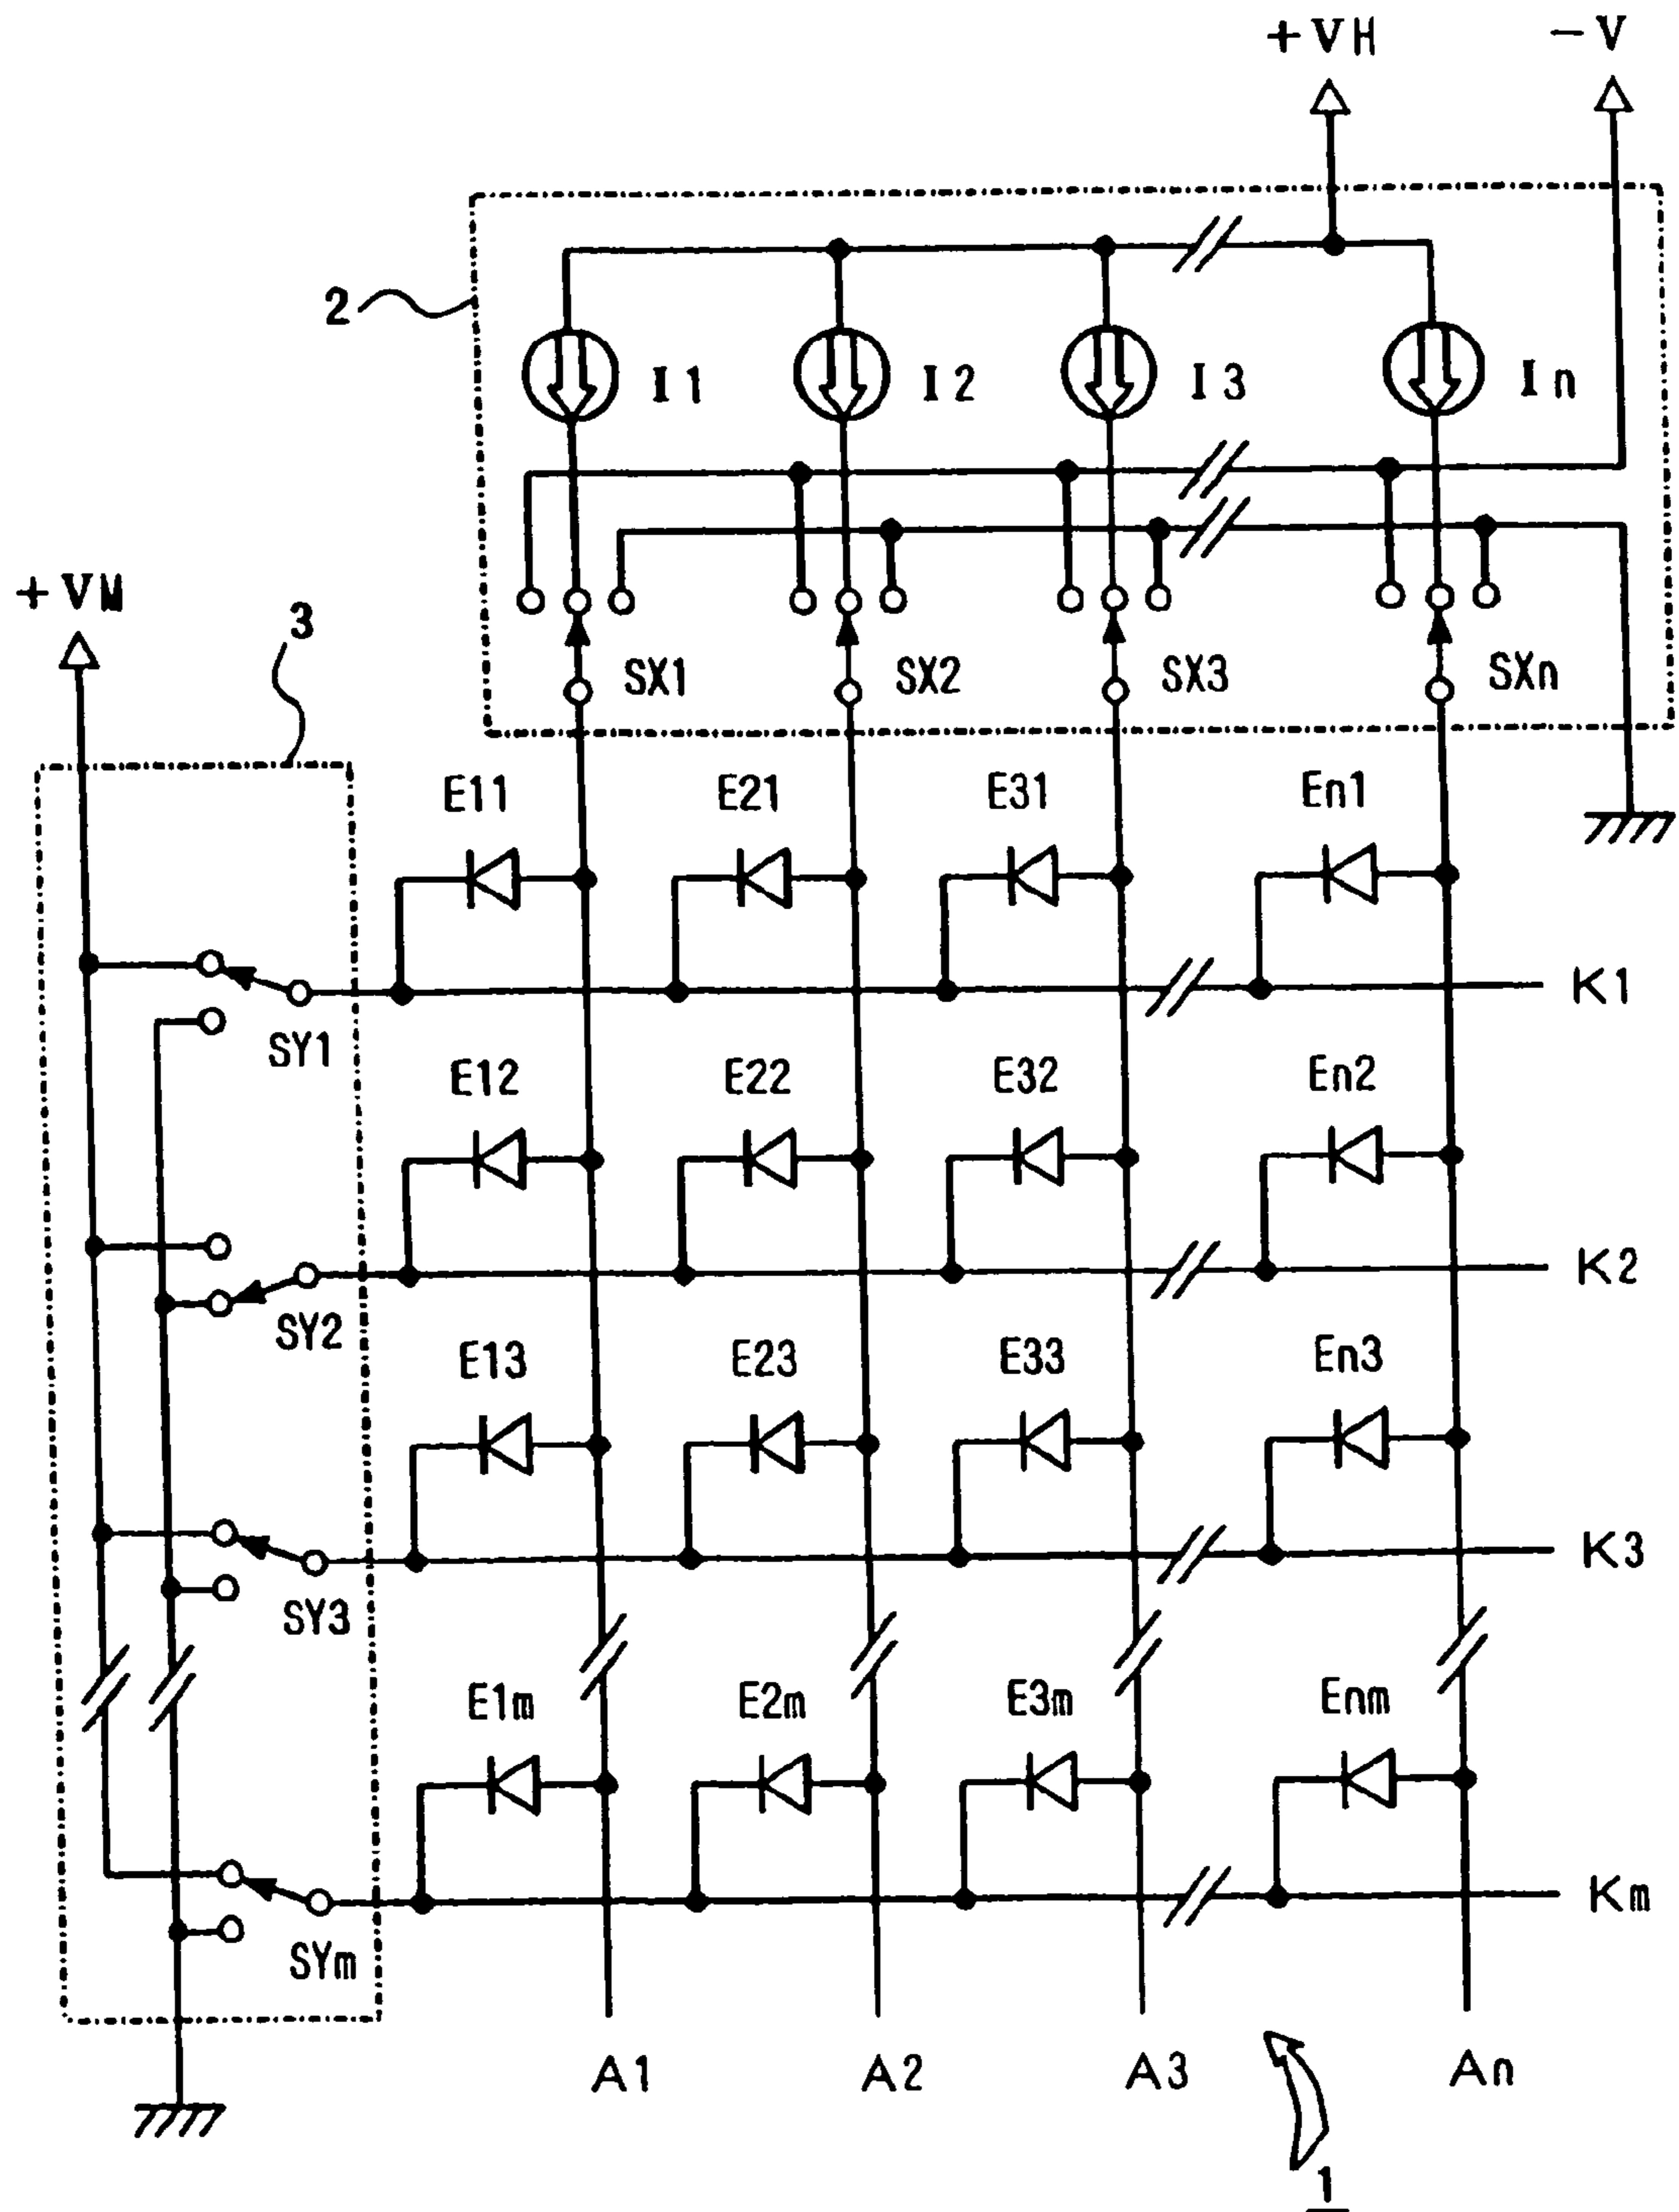 +VH -V
2
I1 I2 I3 In
+VM
3
SX1 SX2 SX3 SXn
E11 E21 E31 En1
K1
SY1
E12 E22 E32 En2
K2
SY2
E13 E23 E33 En3
K3
SY3
E1m E2m E3m Enm
Km
SYm
A1 A2 A3 An
1